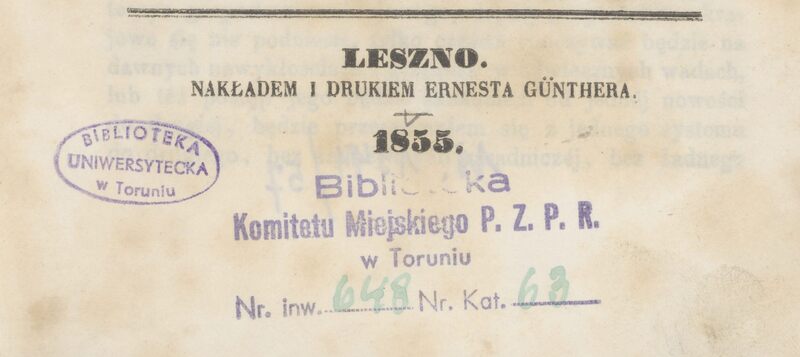 LESZNO.
NAKŁADEM I DRUKIEM ERNESTA GÜNTHERA.
1855.
BIBLIOTEKA
UNIWERSYTECKA
w Toruniu
Biblioteka
Komitetu Miejskiego P. Z. P. R.
w Toruniu
Nr. inw. 648 Nr. Kat. 63